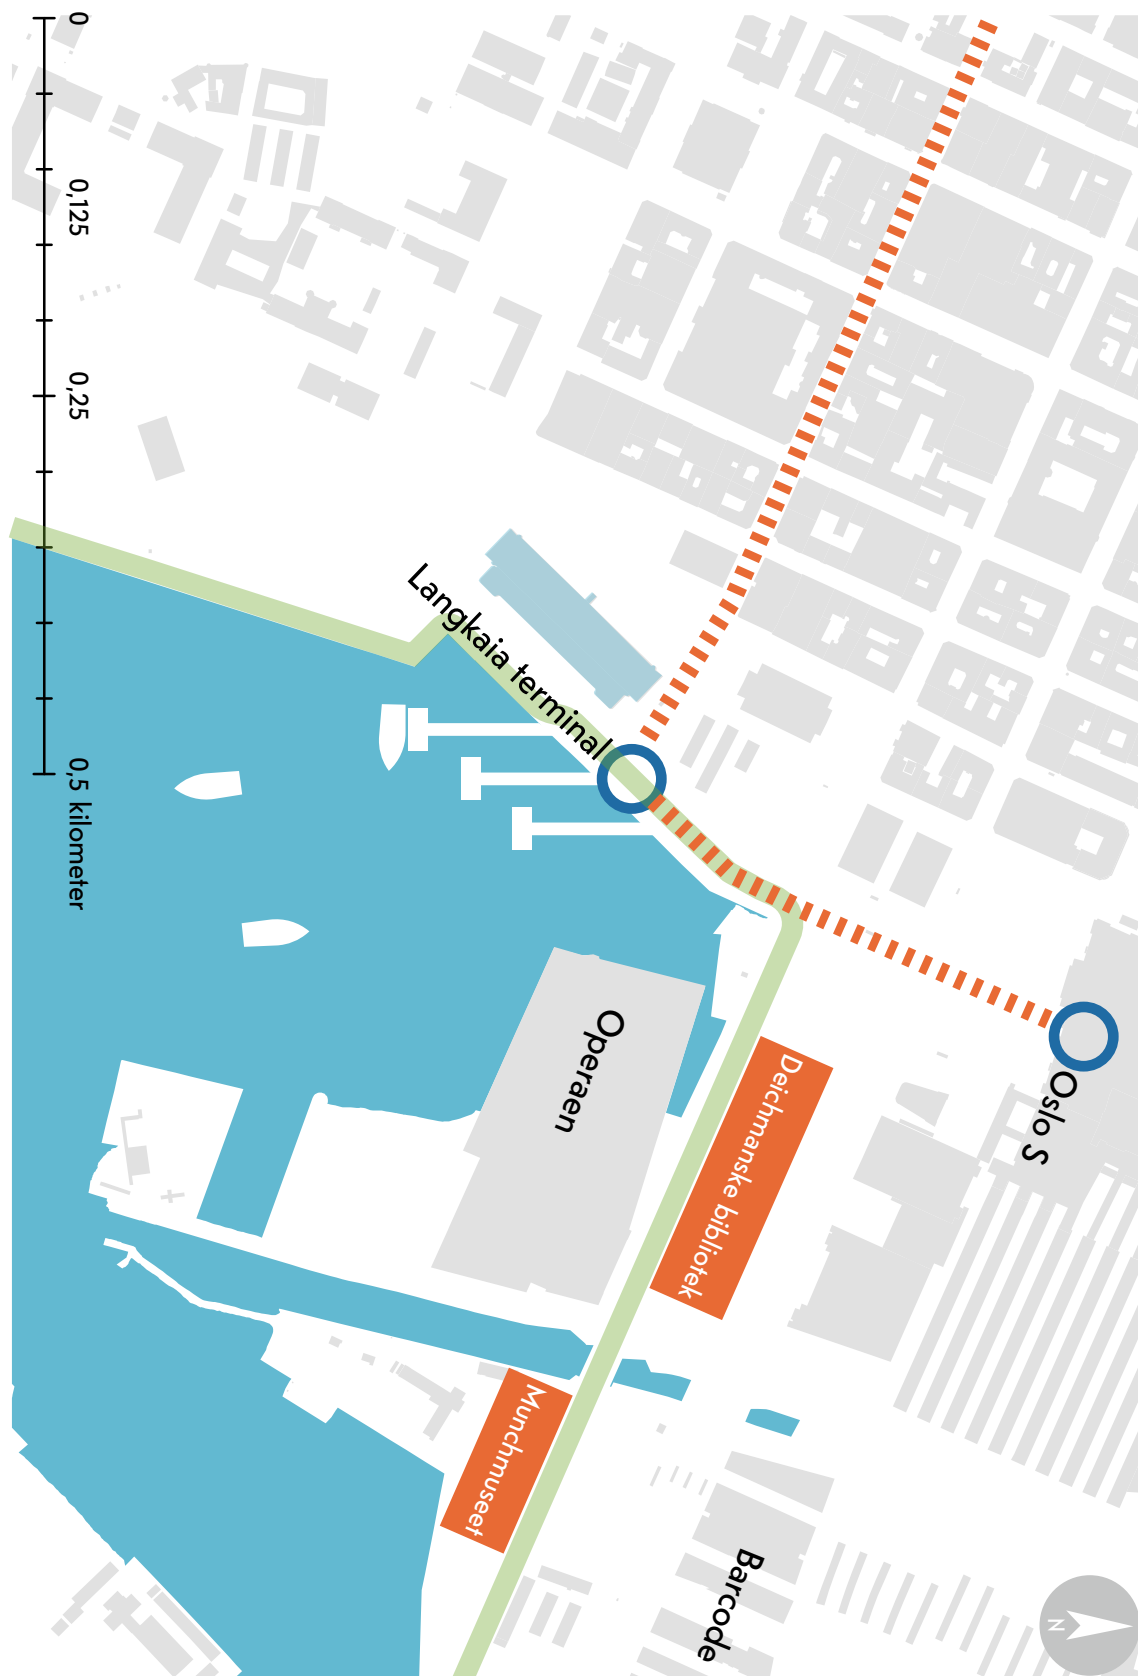 0
0,125
0,25
0,5 kilometer
Langkaia terminal
Oslo S
Operaen
Deichmanske bibliotek
Munchmuseet
Barcode
N